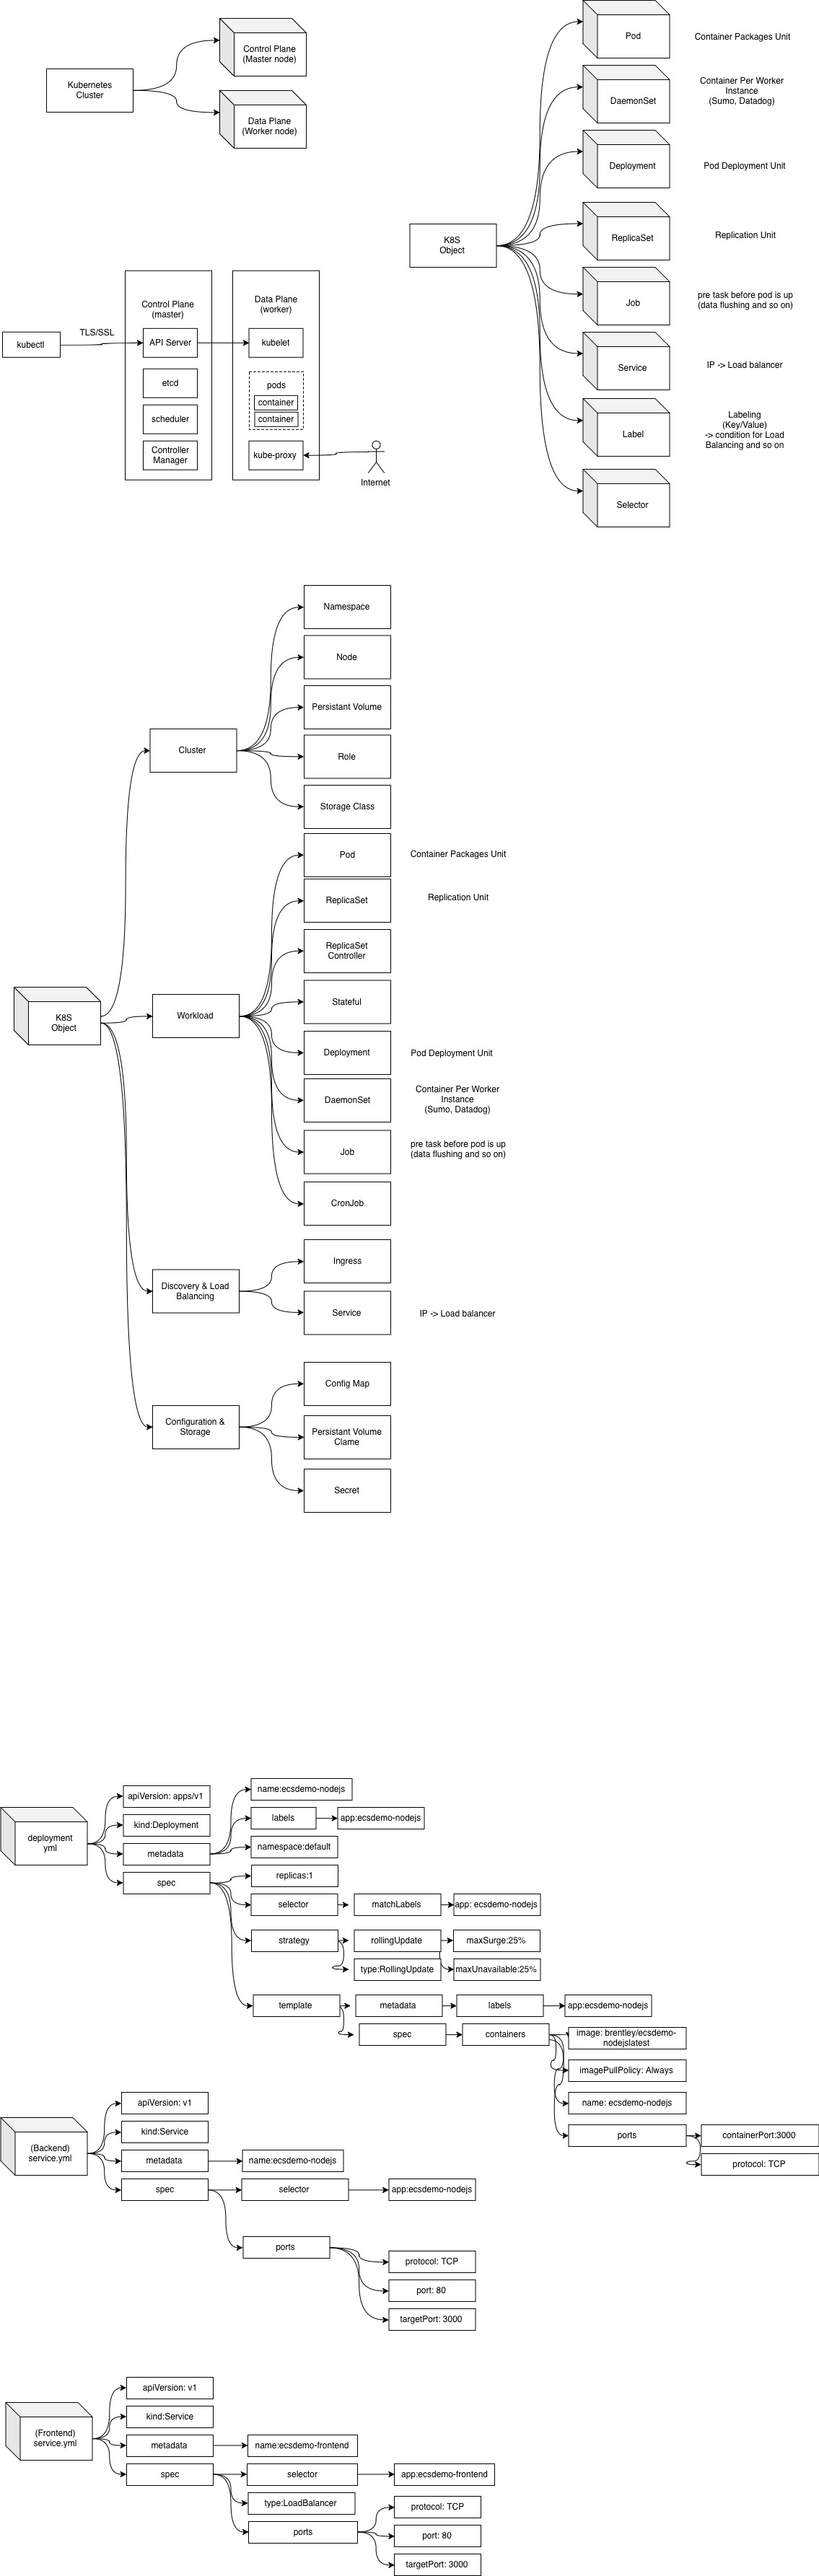 Kubernetes
Cluster
Control Plane
(Master node)
Data Plane
(Worker node)
K8S
Object
Pod
Container Packages Unit
DaemonSet
Container Per Worker
Instance
(Sumo, Datadog)
Deployment
Pod Deployment Unit
ReplicaSet
Replication Unit
Job
pre task before pod is up
(data flushing and so on)
Service
IP -> Load balancer
Label
Labeling
(Key/Value)
-> condition for Load
Balancing and so on
Selector
kubectl
TLS/SSL
Control Plane
(master)
API Server
etcd
scheduler
Controller
Manager
Data Plane
(worker)
kubelet
pods
container
container
kube-proxy
Internet
K8S
Object
Cluster
Namespace
Node
Persistant Volume
Role
Storage Class
Workload
Pod
Container Packages Unit
ReplicaSet
Replication Unit
ReplicaSet
Controller
Stateful
Deployment
Pod Deployment Unit
DaemonSet
Container Per Worker
Instance
(Sumo, Datadog)
Job
pre task before pod is up
(data flushing and so on)
CronJob
Discovery & Load
Balancing
Ingress
Service
IP -> Load balancer
Configuration &
Storage
Config Map
Persistant Volume
Clame
Secret
deployment
yml
apiVersion: apps/v1
kind:Deployment
metadata
name:ecsdemo-nodejs
labels
app:ecsdemo-nodejs
namespace:default
spec
replicas:1
selector
matchLabels
app: ecsdemo-nodejs
strategy
rollingUpdate
maxSurge:25%
type:RollingUpdate
maxUnavailable:25%
template
metadata
labels
app:ecsdemo-nodejs
spec
containers
image: brentley/ecsdemo-
nodejslatest
imagePullPolicy: Always
name: ecsdemo-nodejs
ports
containerPort:3000
protocol: TCP
(Backend)
service.yml
apiVersion: v1
kind:Service
metadata
name:ecsdemo-nodejs
spec
selector
app:ecsdemo-nodejs
ports
protocol: TCP
port: 80
targetPort: 3000
(Frontend)
service.yml
apiVersion: v1
kind:Service
metadata
name:ecsdemo-frontend
spec
selector
app:ecsdemo-frontend
type:LoadBalancer
ports
protocol: TCP
port: 80
targetPort: 3000